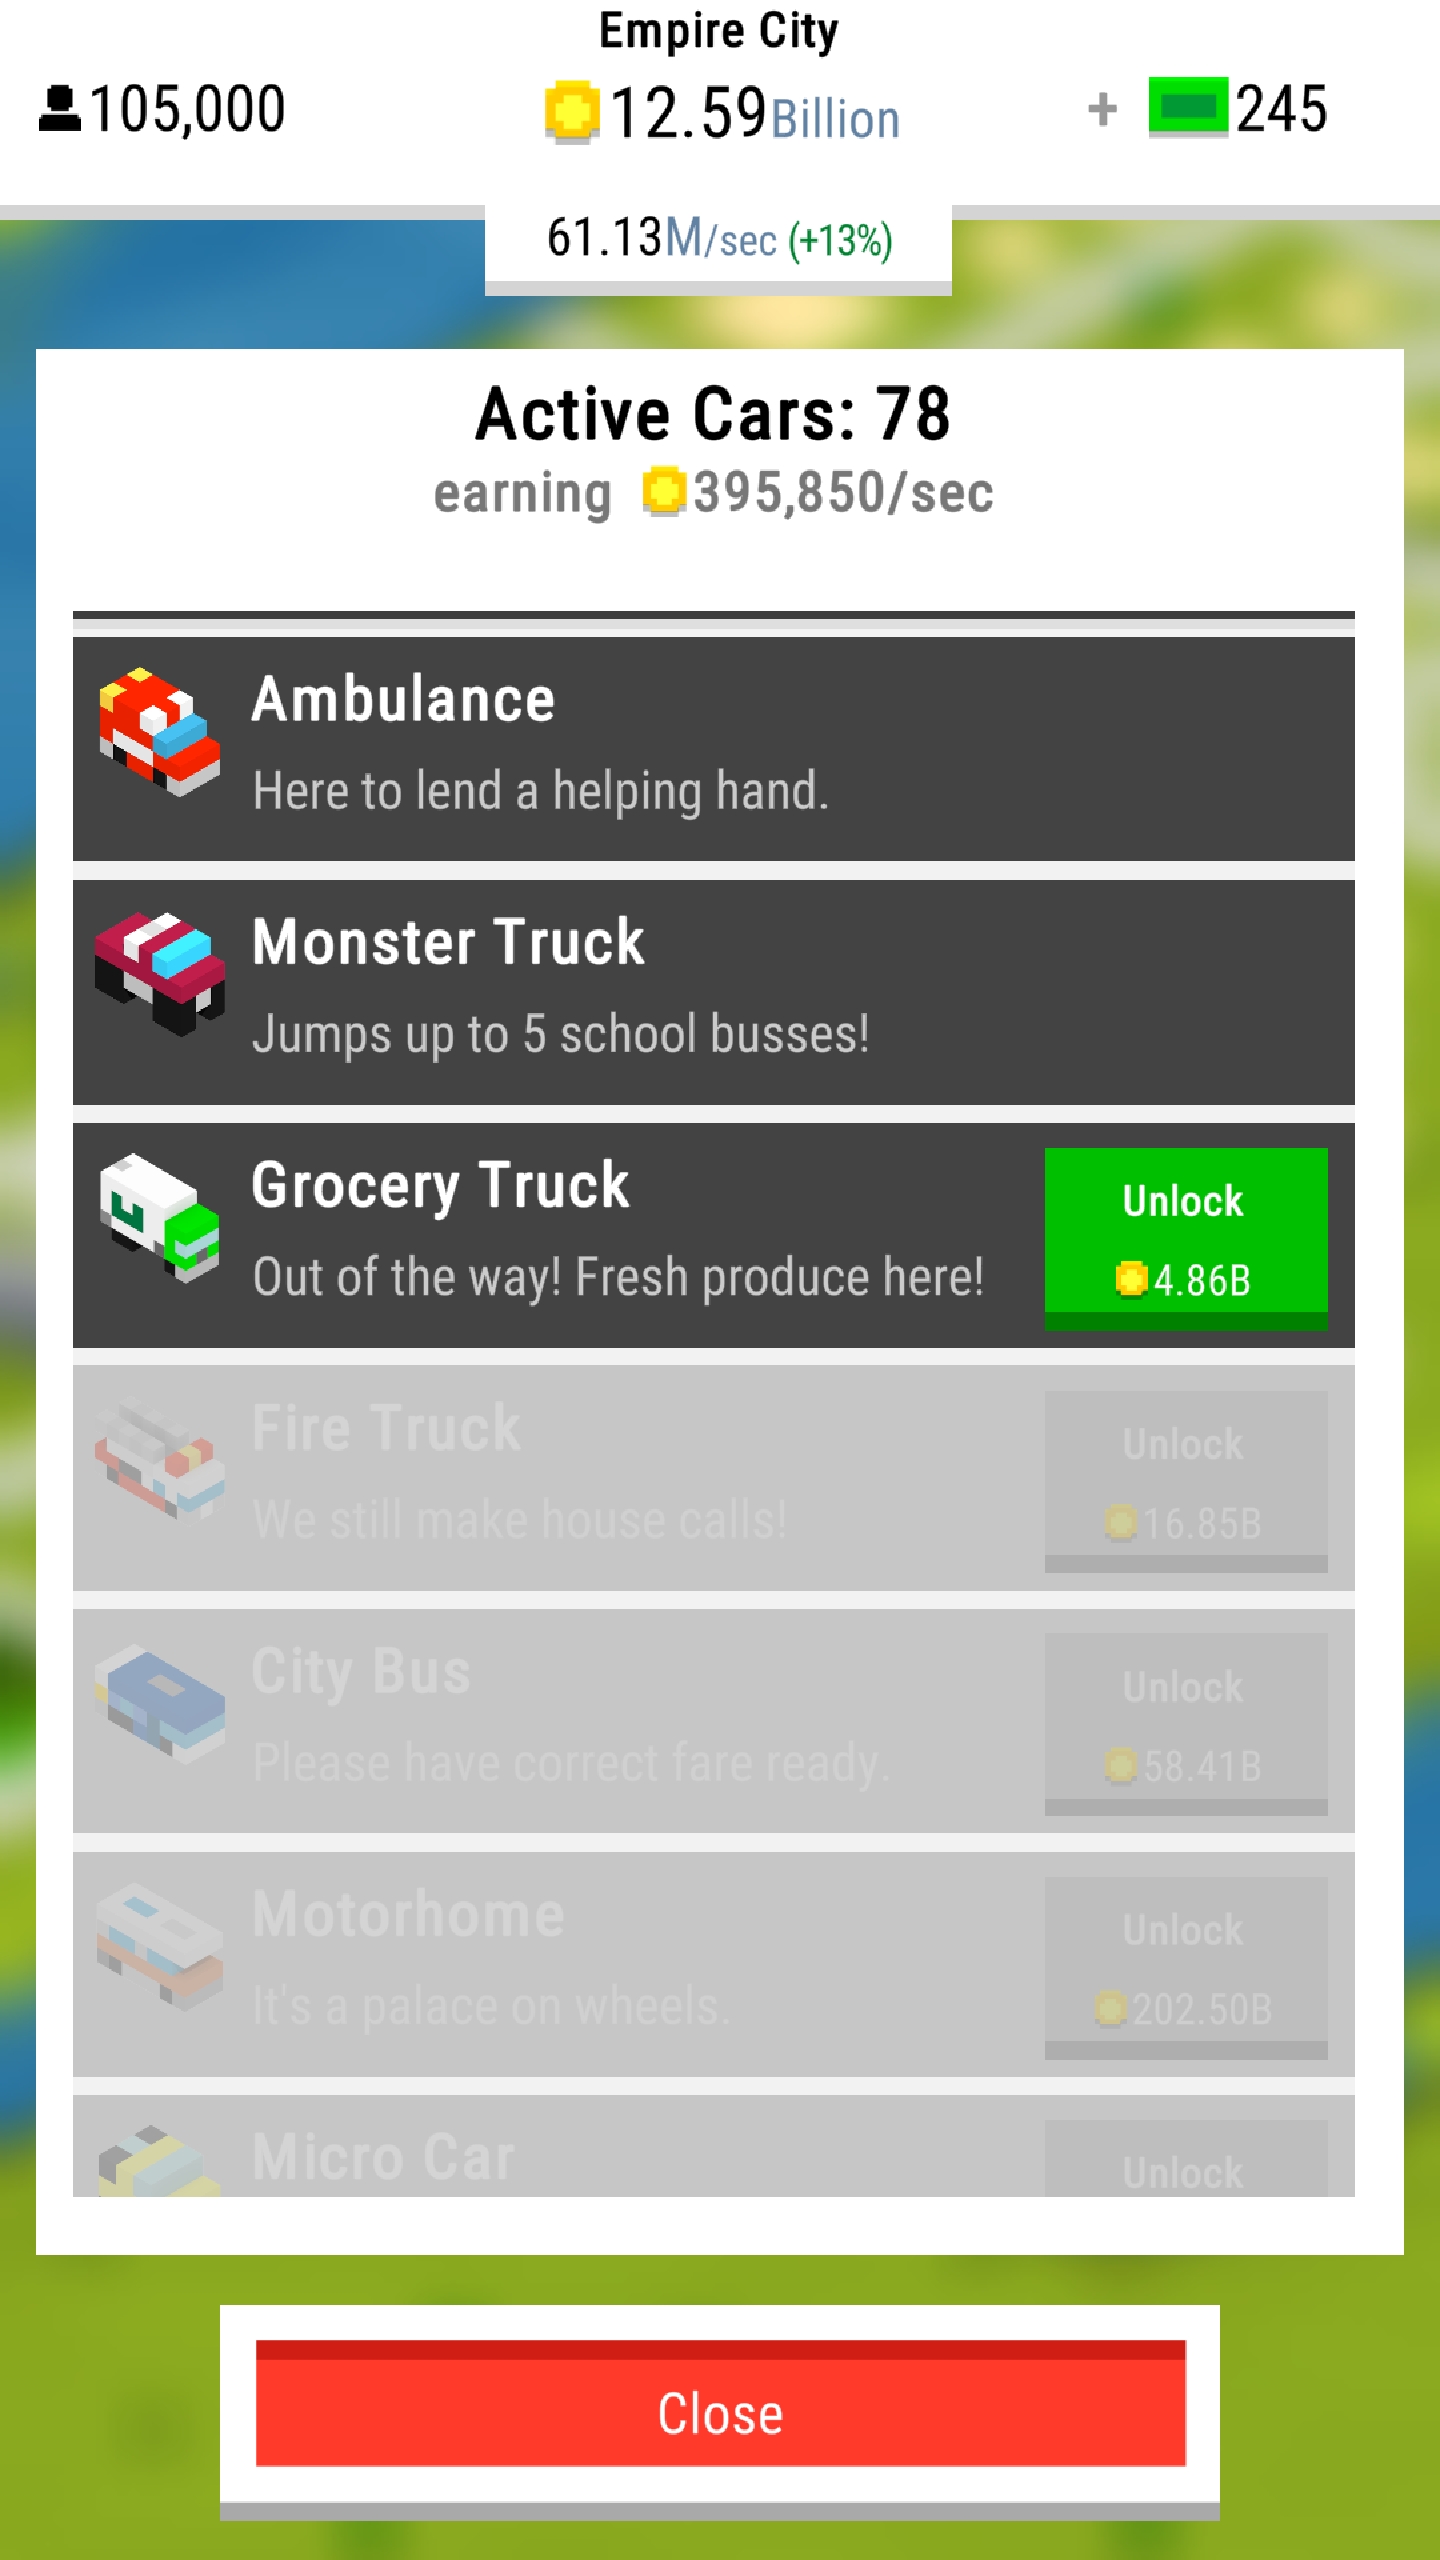 Empire City
105,000
12.59Billion
+ 245
61.13M/sec (+13%)
Active Cars: 78
earning 395,850/sec
Ambulance
Here to lend a helping hand.
Monster Truck
Jumps up to 5 school busses!
Grocery Truck
Out of the way! Fresh produce here!
Unlock
4.86B
Fire Truck
We still make house calls!
Unlock
16.85B
City Bus
Please have correct fare ready.
Unlock
58.41B
Motorhome
It's a palace on wheels.
Unlock
202.50B
Micro Car
Unlock
Close